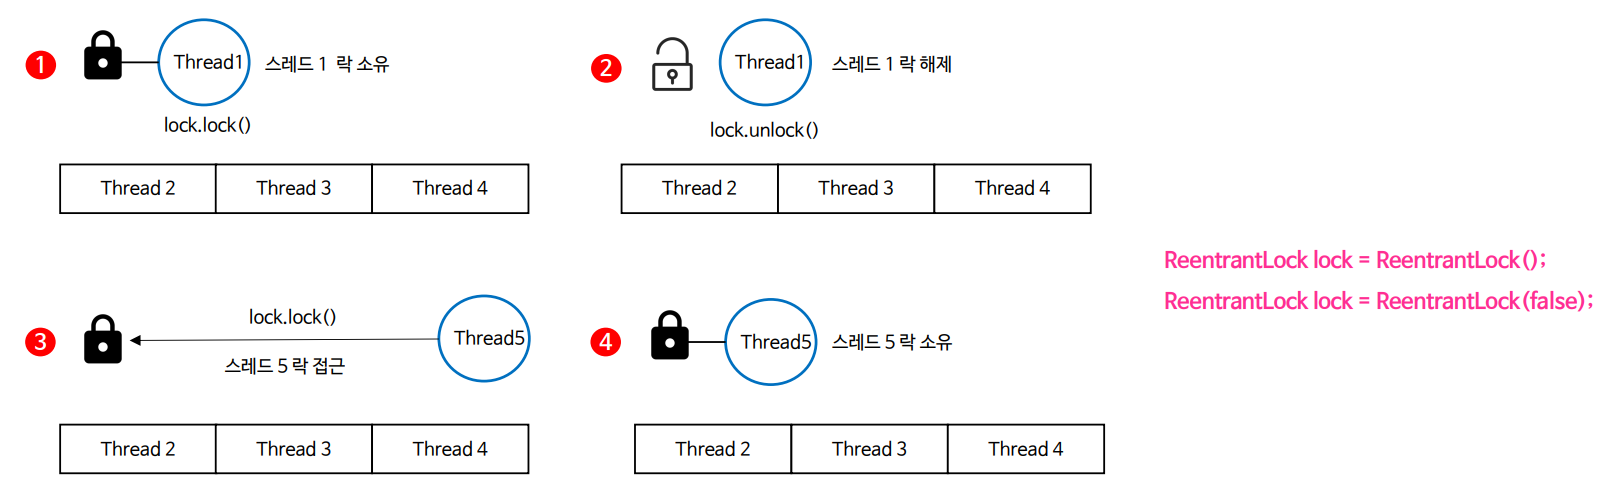 1
Thread1
스레드 1 락 소유
lock.lock()
Thread 2
Thread 3
Thread 4
2
Thread1
스레드 1 락 해제
lock.unlock()
Thread 2
Thread 3
Thread 4
3
lock.lock()
스레드 5 락 접근
Thread5
Thread 2
Thread 3
Thread 4
4
Thread5
스레드 5 락 소유
Thread 2
Thread 3
Thread 4
ReentrantLock lock = ReentrantLock();
ReentrantLock lock = ReentrantLock(false);